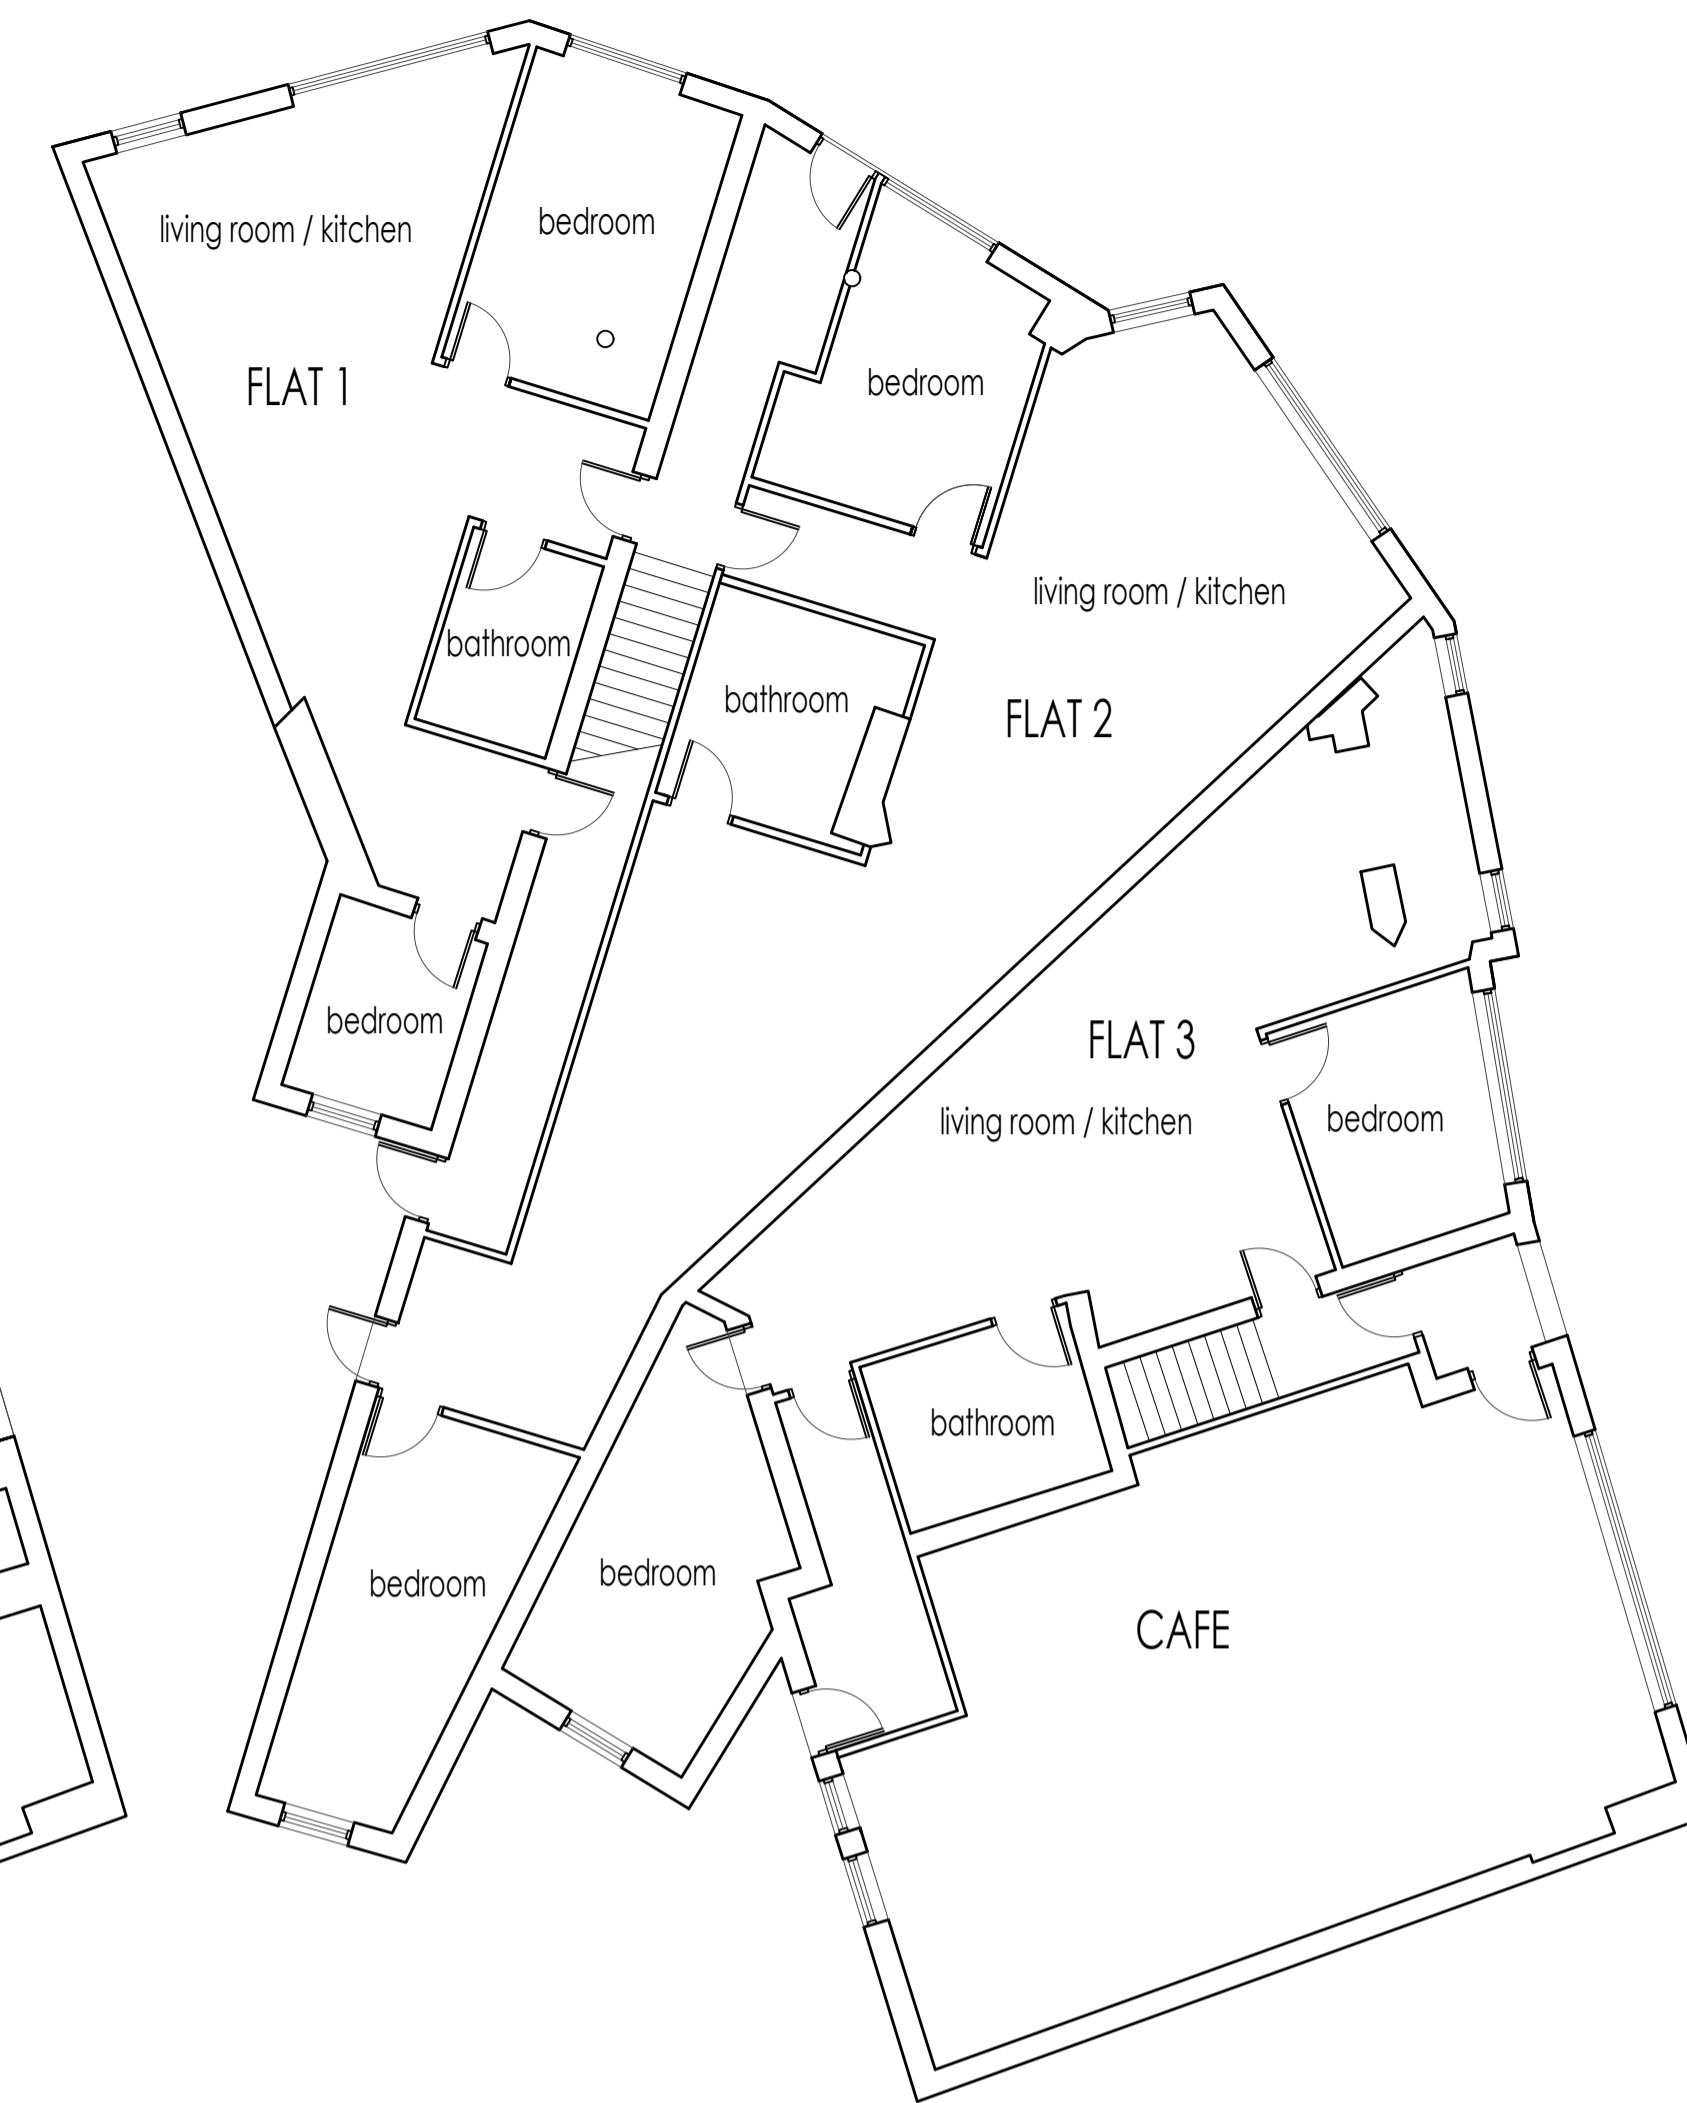 living room / kitchen
bedroom
FLAT 1
bedroom
living room / kitchen
bathroom
bathroom
FLAT 2
bedroom
FLAT 3
living room / kitchen
bedroom
bathroom
bedroom
bedroom
CAFE